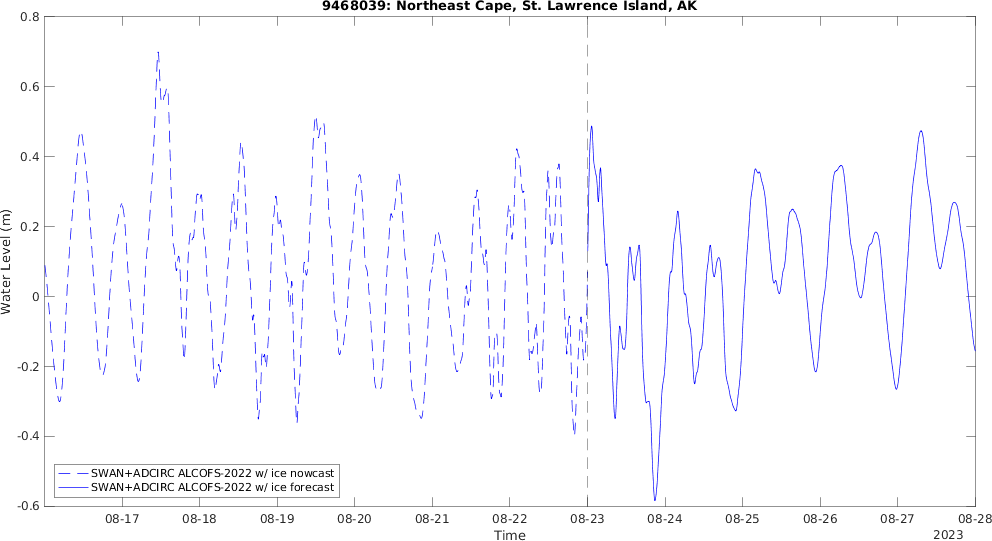 9468039: Northeast Cape, St. Lawrence Island, AK
0.8
0.6
0.4
0.2
0
-0.2
-0.4
-0.6
Water Level (m)
SWAN+ADCIRC ALCOFS-2022 w/ ice nowcast
SWAN+ADCIRC ALCOFS-2022 w/ ice forecast
08-17 08-18 08-19 08-20 08-21 08-22 08-23 08-24 08-25 08-26 08-27 08-28
Time 2023